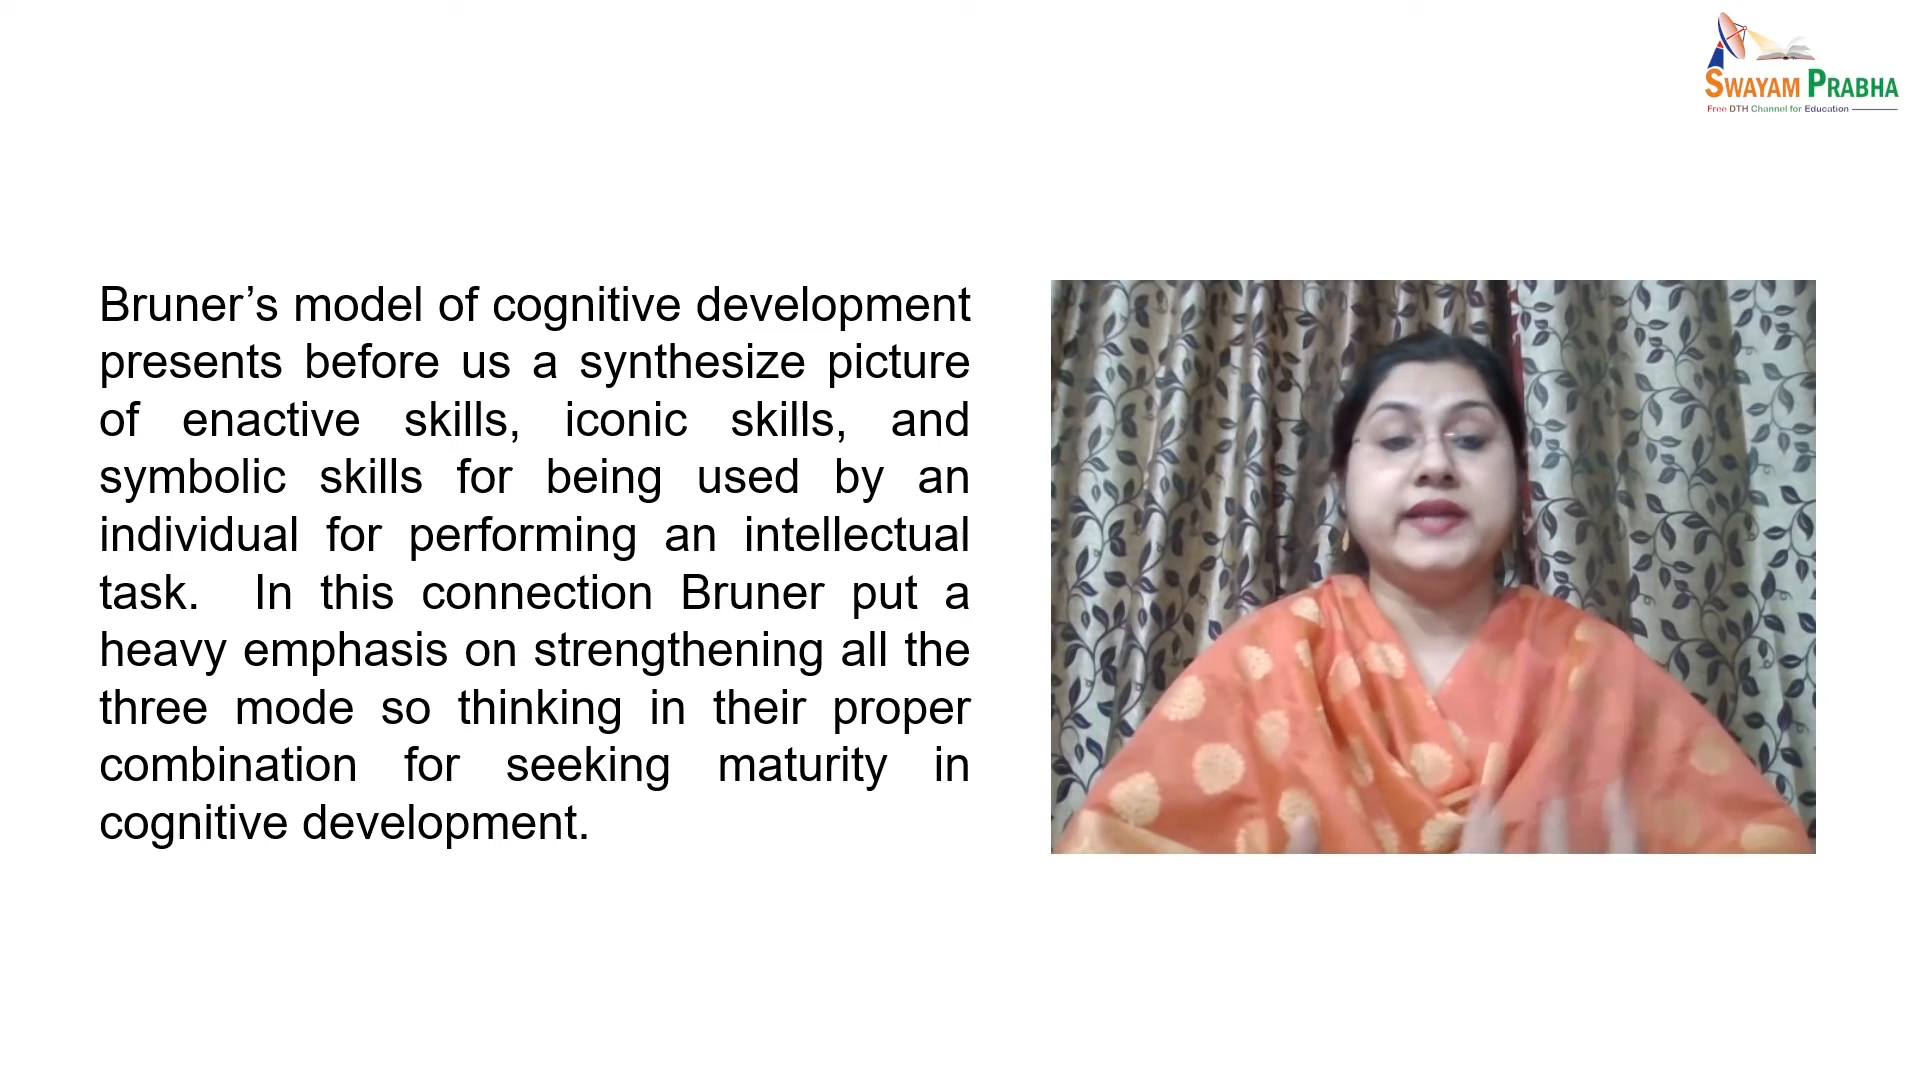 SWAYAM PRABHA
Free DTH Channel for Education
Bruner’s model of cognitive development
presents before us a synthesize picture
of enactive skills, iconic skills, and
symbolic skills for being used by an
individual for performing an intellectual
task. In this connection Bruner put a
heavy emphasis on strengthening all the
three mode so thinking in their proper
combination for seeking maturity in
cognitive development.